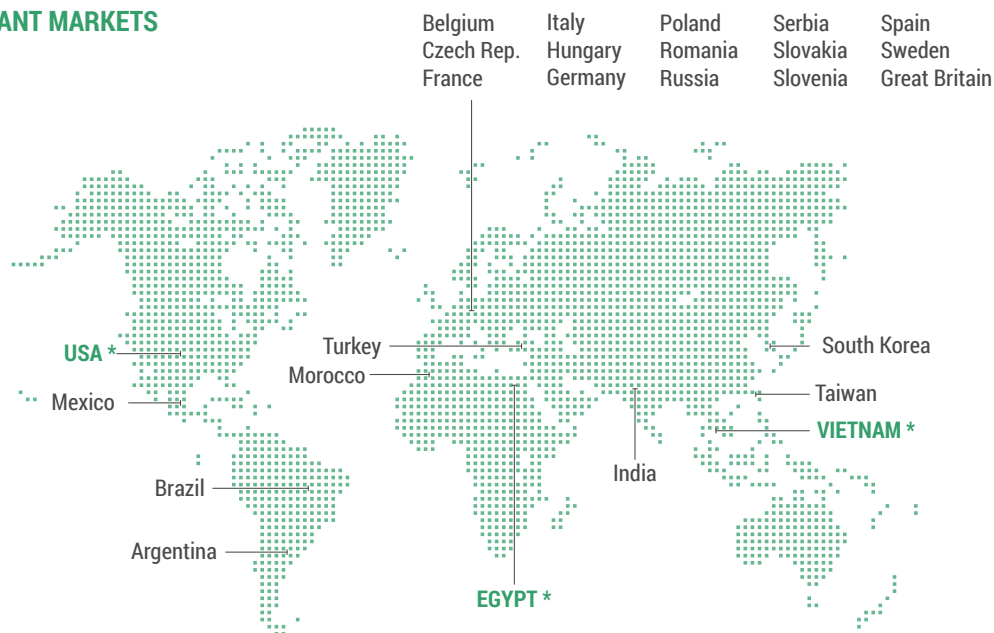 ANT MARKETS
Belgium
Czech Rep.
France
Italy
Hungary
Germany
Poland
Romania
Russia
Serbia
Slovakia
Slovenia
Spain
Sweden
Great Britain
USA *
Turkey
South Korea
Morocco
Mexico
Taiwan
VIETNAM *
India
Brazil
Argentina
EGYPT *